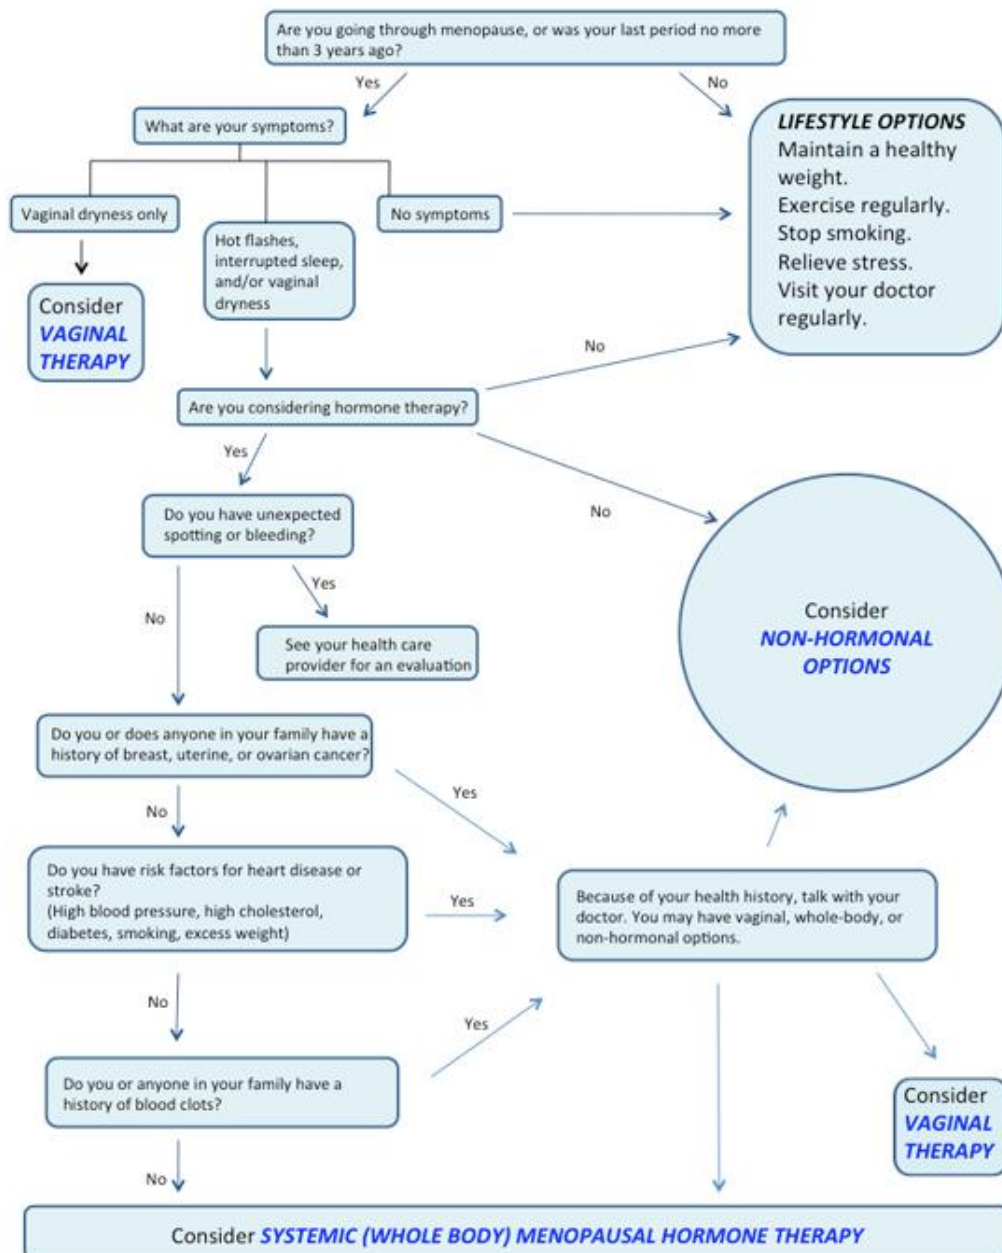 Are you going through menopause, or was your last period no more
than 3 years ago?
Yes
No
What are your symptoms?
LIFESTYLE OPTIONS
Maintain a healthy
weight.
Exercise regularly.
Stop smoking.
Relieve stress.
Visit your doctor
regularly.
Vaginal dryness only
No symptoms
Hot flashes,
interrupted sleep,
and/or vaginal
dryness
Consider
VAGINAL
THERAPY
No
Are you considering hormone therapy?
Yes
No
Do you have unexpected
spotting or bleeding?
Yes
No
See your health care
provider for an evaluation
Consider
NON-HORMONAL
OPTIONS
Do you or does anyone in your family have a
history of breast, uterine, or ovarian cancer?
Yes
No
Do you have risk factors for heart disease or
stroke?
(High blood pressure, high cholesterol,
diabetes, smoking, excess weight)
Yes
Because of your health history, talk with your
doctor. You may have vaginal, whole-body, or
non-hormonal options.
No
Yes
Do you or anyone in your family have a
history of blood clots?
Consider
VAGINAL
THERAPY
No
Consider SYSTEMIC (WHOLE BODY) MENOPAUSAL HORMONE THERAPY